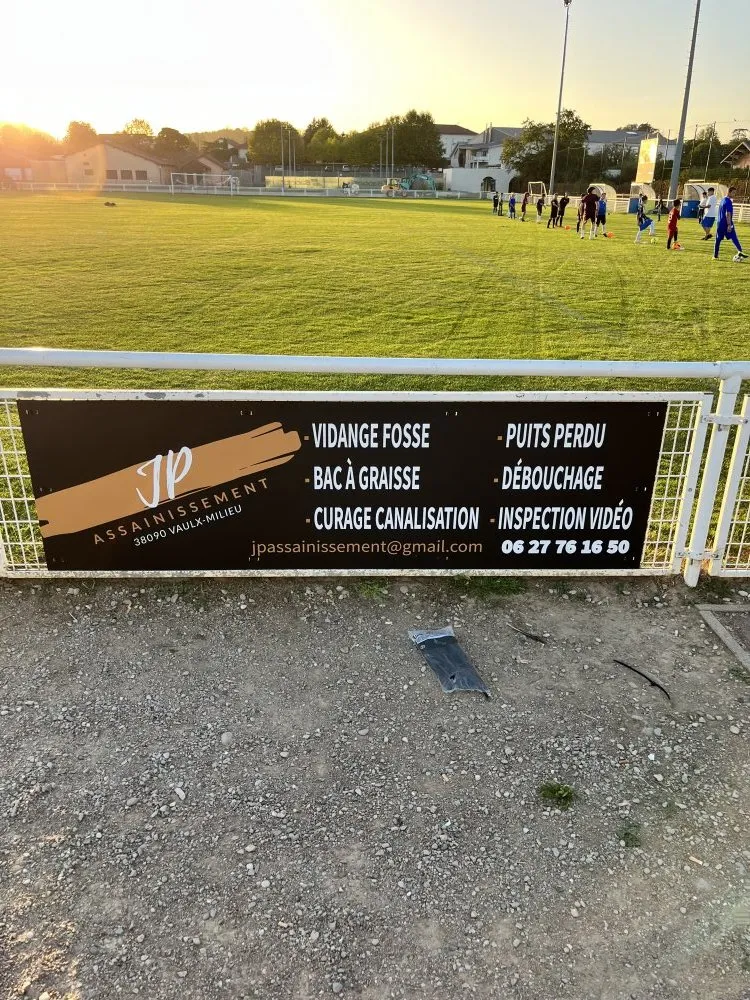 JP
ASSAINISSEMENT
38090 VAULX-MILIEU
- VIDANGE FOSSE
- BAC À GRAISSE
- CURAGE CANALISATION
- PUITS PERDU
- DÉBOUCHAGE
- INSPECTION VIDÉO
jpassainissement@gmail.com
06 27 76 16 50